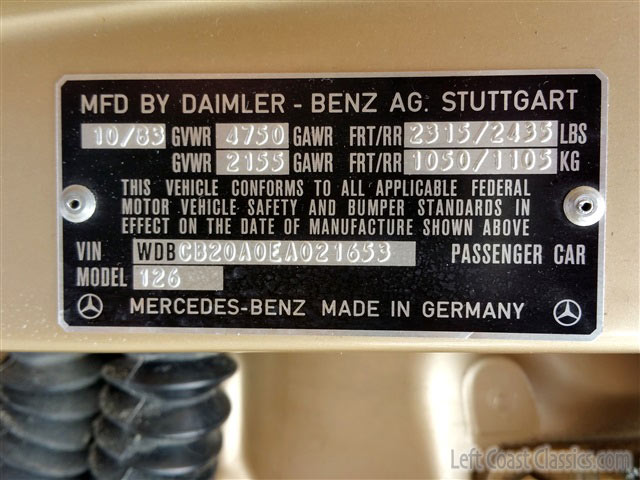 MFD BY DAIMLER - BENZ AG. STUTTGART
10/83 GVWR 4750 GAWR FRT/RR 2315/2435 LBS
GVWR 2155 GAWR FRT/RR 1050/1105 KG
THIS VEHICLE CONFORMS TO ALL APPLICABLE FEDERAL
MOTOR VEHICLE SAFETY AND BUMPER STANDARDS IN
EFFECT ON THE DATE OF MANUFACTURE SHOWN ABOVE
VIN WDBCB20A0EA021653 PASSENGER CAR
MODEL 126
MERCEDES-BENZ MADE IN GERMANY
Left Coast Classics.com